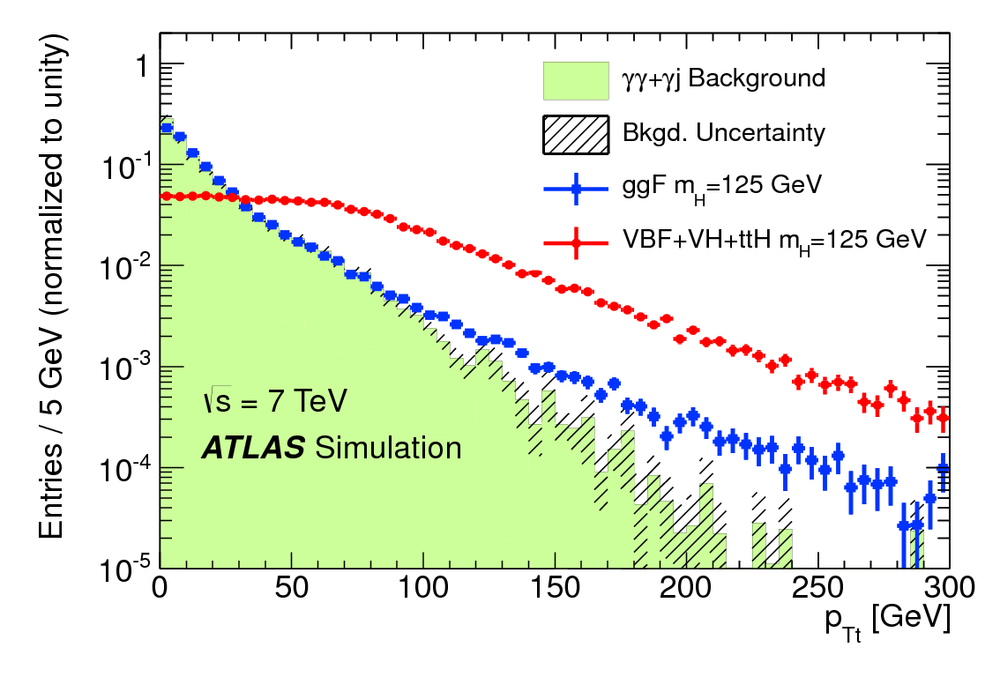 Entries / 5 GeV (normalized to unity)
1
10⁻¹
10⁻²
10⁻³
10⁻⁴
10⁻⁵
γγ+γj Background
Bkgd. Uncertainty
ggF m_H=125 GeV
VBF+VH+ttH m_H=125 GeV
√s = 7 TeV
ATLAS Simulation
0 50 100 150 200 250 300
p_Tt [GeV]